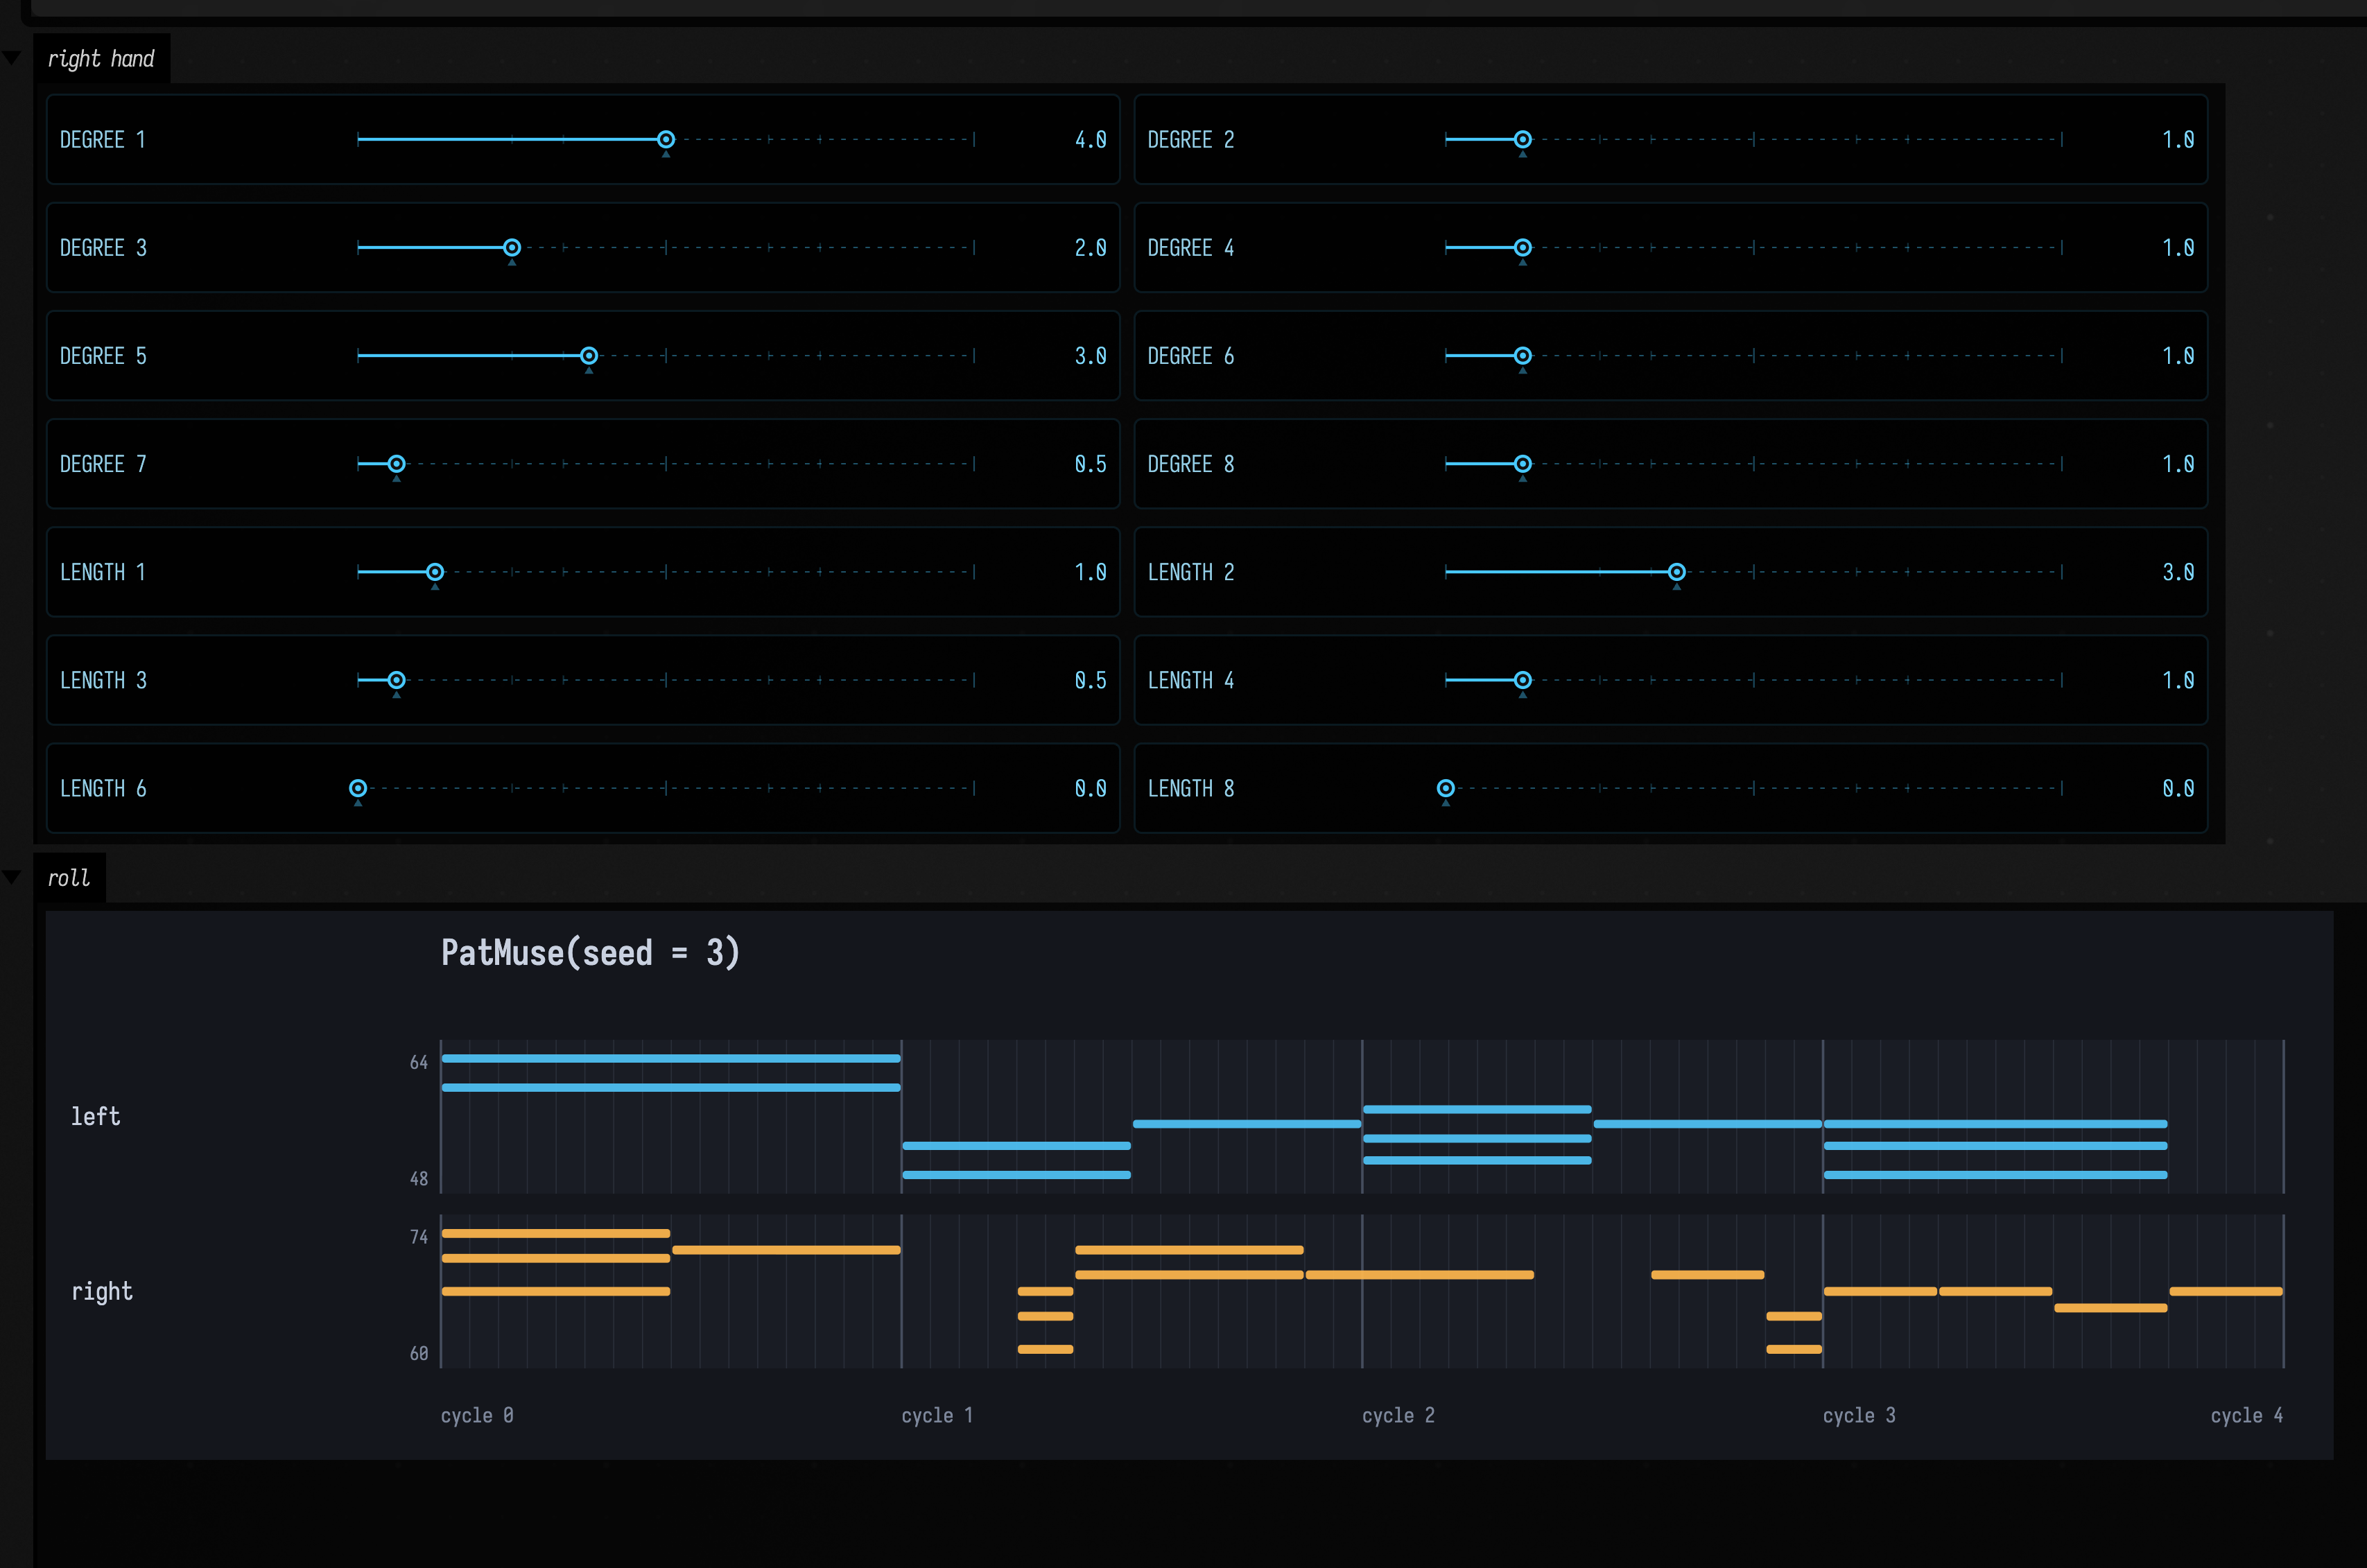 right hand
DEGREE 1 4.0 DEGREE 2 1.0
DEGREE 3 2.0 DEGREE 4 1.0
DEGREE 5 3.0 DEGREE 6 1.0
DEGREE 7 0.5 DEGREE 8 1.0
LENGTH 1 1.0 LENGTH 2 3.0
LENGTH 3 0.5 LENGTH 4 1.0
LENGTH 6 0.0 LENGTH 8 0.0
roll
PatMuse(seed = 3)
64
left
48
74
right
60
cycle 0 cycle 1 cycle 2 cycle 3 cycle 4